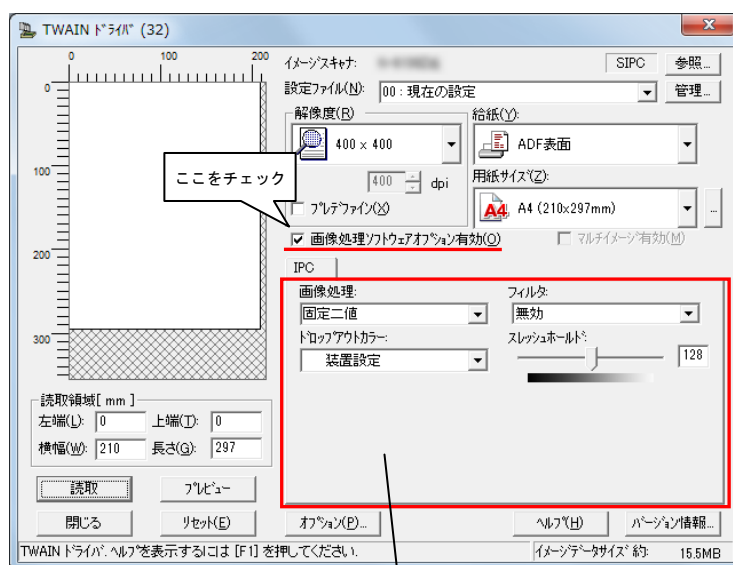 TWAIN ドライバ (32)
0 100 200
0
100
200
300
イメージスキャナ:
SIPC
参照...
設定ファイル(N): 00 : 現在の設定
管理...
解像度(R)
400 × 400
400 dpi
プレデファイン(X)
給紙(Y):
ADF表面
用紙サイズ(Z):
A4 A4 (210x297mm)
...
ここをチェック
画像処理ソフトウェアオプション有効(O)
マルチイメージ有効(M)
IPC
画像処理:
固定二値
フィルタ:
無効
ドロップアウトカラー:
装置設定
スレッシュホールド:
128
読取領域[ mm ]
左端(L): 0 上端(T): 0
横幅(W): 210 長さ(G): 297
読取 プレビュー
閉じる リセット(E) オプション(P)... ヘルプ(H) バージョン情報...
TWAIN ドライバ. ヘルプを表示するには [F1] を押してください.
イメージデータサイズ 約: 15.5MB